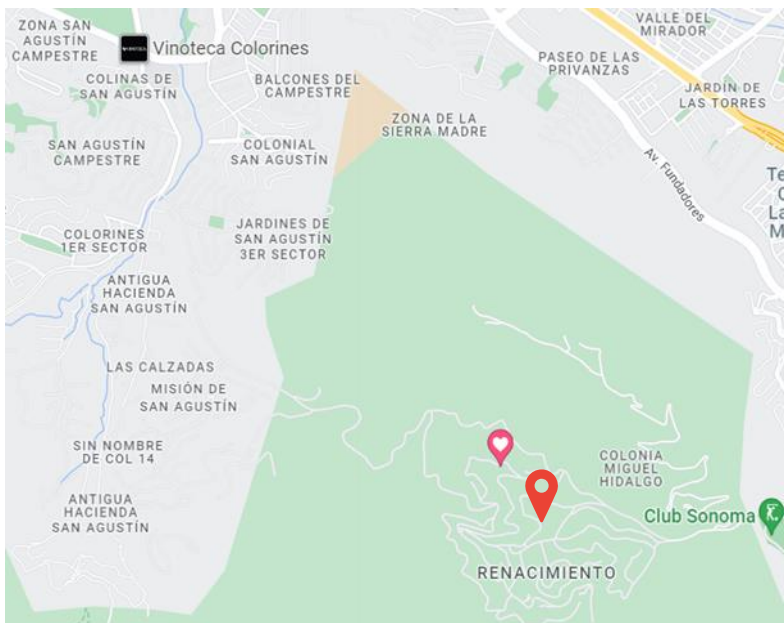 ZONA SAN
AGUSTÍN
CAMPESTRE
VINOTECA
Vinoteca Colorines
COLINAS DE
SAN AGUSTÍN
BALCONES DEL
CAMPESTRE
VALLE DEL
MIRADOR
PASEO DE LAS
PRIVANZAS
JARDÍN DE
LAS TORRES
ZONA DE LA
SIERRA MADRE
SAN AGUSTÍN
CAMPESTRE
COLONIAL
SAN AGUSTÍN
Av. Fundadores
Te
La
M
COLORINES
1ER SECTOR
JARDINES DE
SAN AGUSTÍN
3ER SECTOR
ANTIGUA
HACIENDA
SAN AGUSTÍN
LAS CALZADAS
MISIÓN DE
SAN AGUSTÍN
SIN NOMBRE
DE COL 14
COLONIA
MIGUEL
HIDALGO
ANTIGUA
HACIENDA
SAN AGUSTÍN
Club Sonoma
RENACIMIENTO